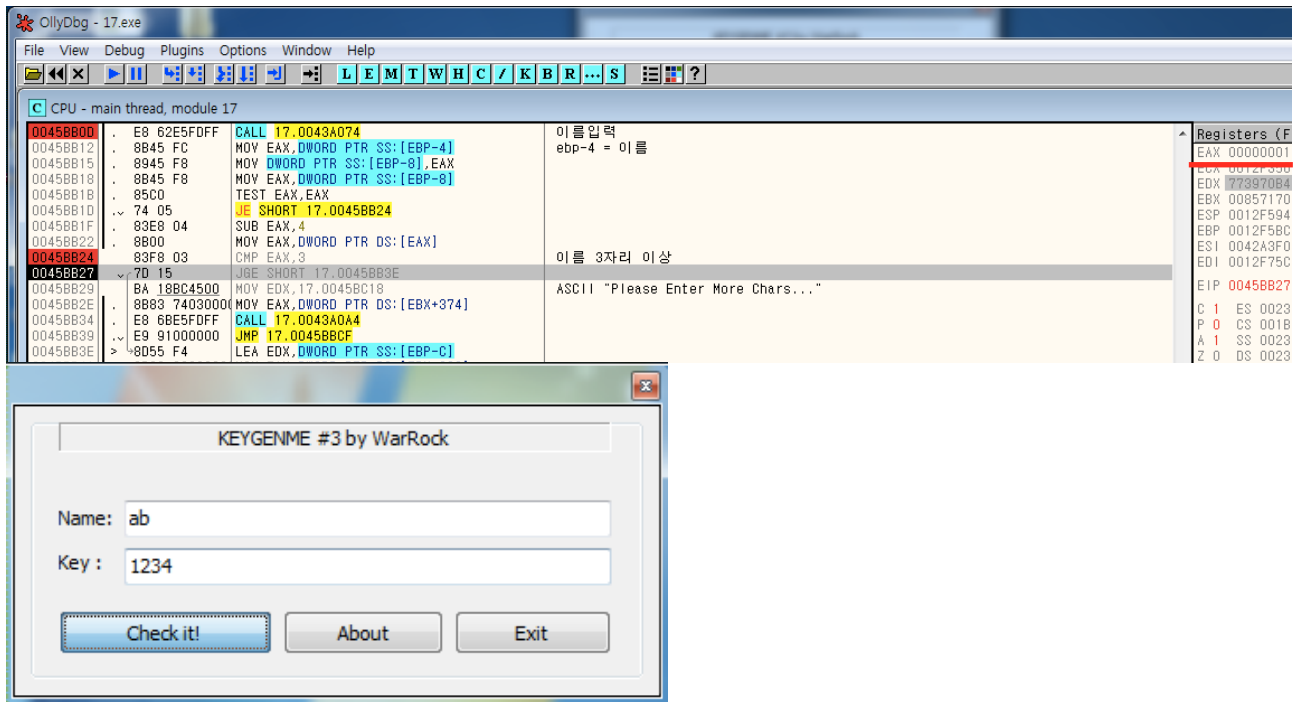 OllyDbg - 17.exe
File View Debug Plugins Options Window Help
L E M T W H C / K B R ... S ?
C CPU - main thread, module 17
0045BB0D . E8 62E5FDFF CALL 17.0043A074 이름입력
0045BB12 . 8B45 FC MOV EAX,DWORD PTR SS:[EBP-4] ebp-4 = 이름
0045BB15 . 8945 F8 MOV DWORD PTR SS:[EBP-8],EAX
0045BB18 . 8B45 F8 MOV EAX,DWORD PTR SS:[EBP-8]
0045BB1B . 85C0 TEST EAX,EAX
0045BB1D . 74 05 JE SHORT 17.0045BB24
0045BB1F . 83E8 04 SUB EAX,4
0045BB22 . 8B00 MOV EAX,DWORD PTR DS:[EAX]
0045BB24 83F8 03 CMP EAX,3 이름 3자리 이상
0045BB27 7D 15 JGE SHORT 17.0045BB3E
0045BB29 BA 18BC4500 MOV EDX,17.0045BC18 ASCII "Please Enter More Chars..."
0045BB2E . 8B83 74030000 MOV EAX,DWORD PTR DS:[EBX+374]
0045BB34 . E8 6BE5FDFF CALL 17.0043A0A4
0045BB39 . E9 91000000 JMP 17.0045BBCF
0045BB3E > 8D55 F4 LEA EDX,DWORD PTR SS:[EBP-C]
Registers (F
EAX 00000001
EDX 773970B4
EBX 00857170
ESP 0012F594
EBP 0012F5BC
ESI 0042A3F0
EDI 0012F75C
EIP 0045BB27
C 1 ES 0023
P 0 CS 001B
A 1 SS 0023
Z 0 DS 0023
KEYGENME #3 by WarRock
Name: ab
Key : 1234
Check it! About Exit